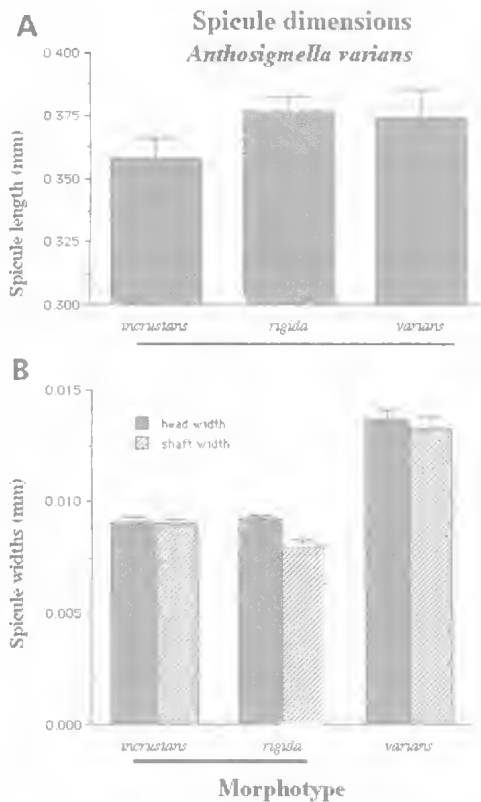 A
Spicule dimensions
Anthosigmella varians
Spicule length (mm)
0.400
0.375
0.350
0.325
0.300
incrustans rigida varians
B
Spicule widths (mm)
0.015
0.010
0.005
0.000
head width
shaft width
incrustans rigida varians
Morphotype